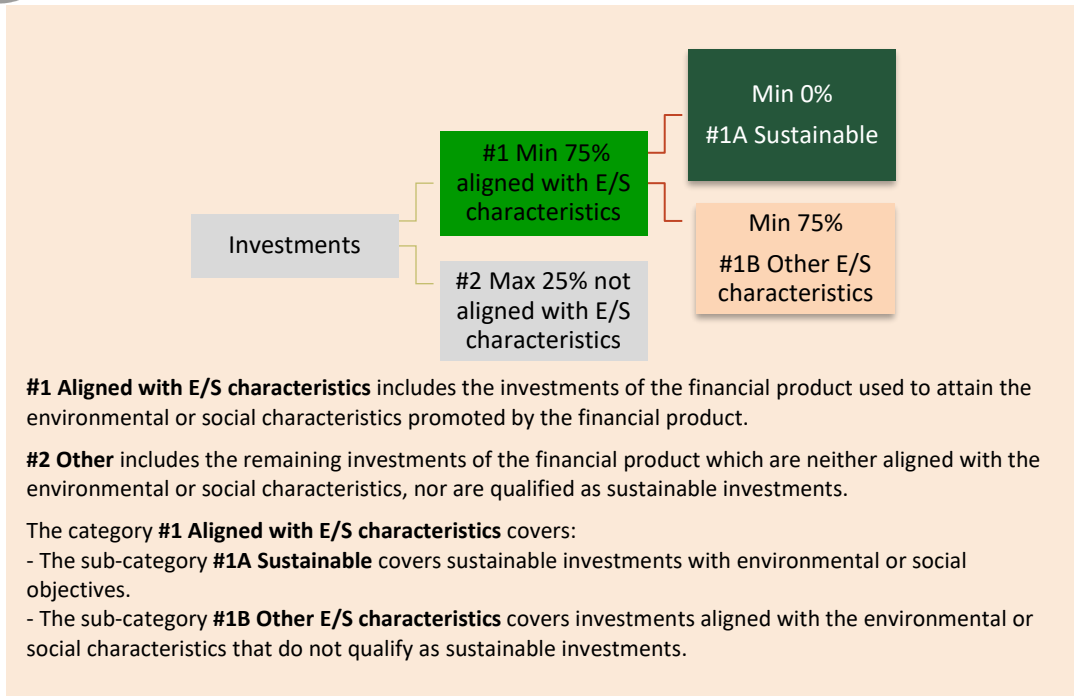 Min 0%
#1A Sustainable
#1 Min 75%
aligned with E/S
characteristics
Min 75%
#1B Other E/S
characteristics
Investments
#2 Max 25% not
aligned with E/S
characteristics
#1 Aligned with E/S characteristics includes the investments of the financial product used to attain the
environmental or social characteristics promoted by the financial product.
#2 Other includes the remaining investments of the financial product which are neither aligned with the
environmental or social characteristics, nor are qualified as sustainable investments.
The category #1 Aligned with E/S characteristics covers:
- The sub-category #1A Sustainable covers sustainable investments with environmental or social
objectives.
- The sub-category #1B Other E/S characteristics covers investments aligned with the environmental or
social characteristics that do not qualify as sustainable investments.